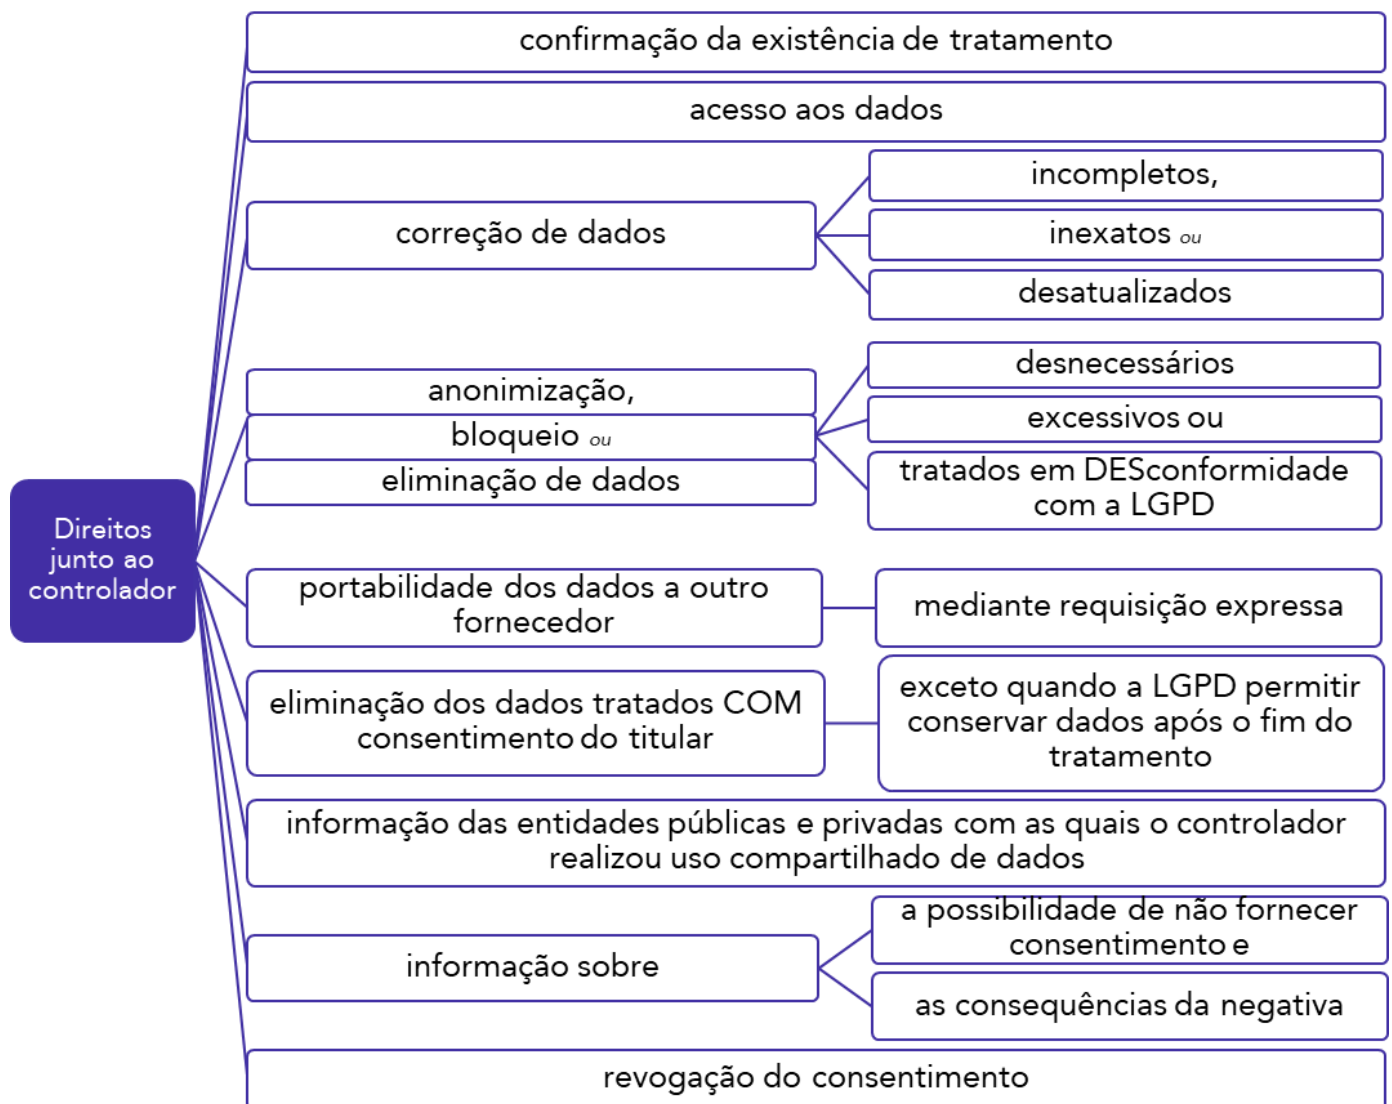 confirmação da existência de tratamento
acesso aos dados
correção de dados
incompletos,
inexatos ou
desatualizados
anonimização,
bloqueio ou
eliminação de dados
desnecessários
excessivos ou
tratados em DESconformidade
com a LGPD
Direitos
junto ao
controlador
portabilidade dos dados a outro
fornecedor
mediante requisição expressa
eliminação dos dados tratados COM
consentimento do titular
exceto quando a LGPD permitir
conservar dados após o fim do
tratamento
informação das entidades públicas e privadas com as quais o controlador
realizou uso compartilhado de dados
informação sobre
a possibilidade de não fornecer
consentimento e
as consequências da negativa
revogação do consentimento